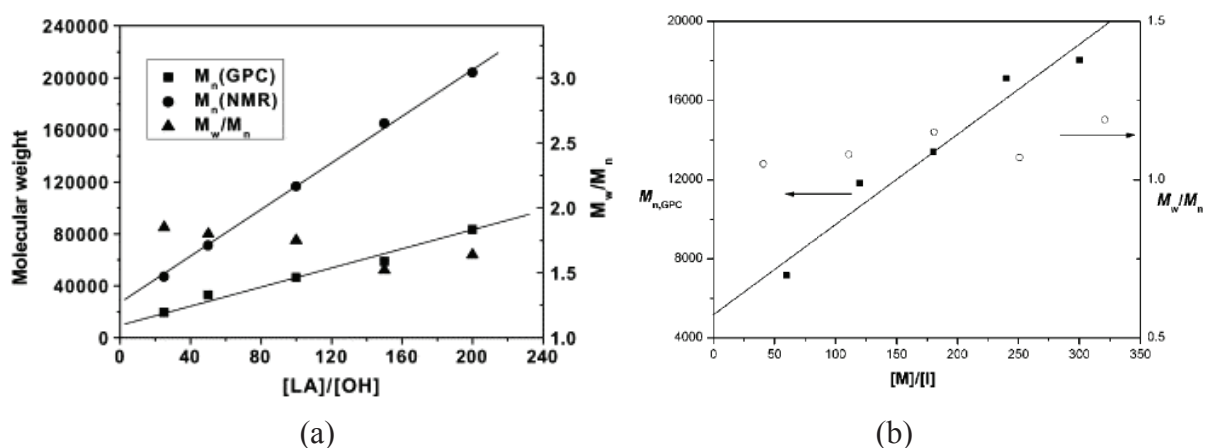 240000
200000
160000
120000
80000
40000
0
Molecular weight
Mn(GPC)
Mn(NMR)
Mw/Mn
3.0
2.5
2.0
1.5
1.0
Mw/Mn
0 40 80 120 160 200 240
[LA]/[OH]
(a)
20000
16000
12000
8000
4000
Mn,GPC
1.5
1.0
0.5
Mw/Mn
0 50 100 150 200 250 300 350
[M]/[I]
(b)